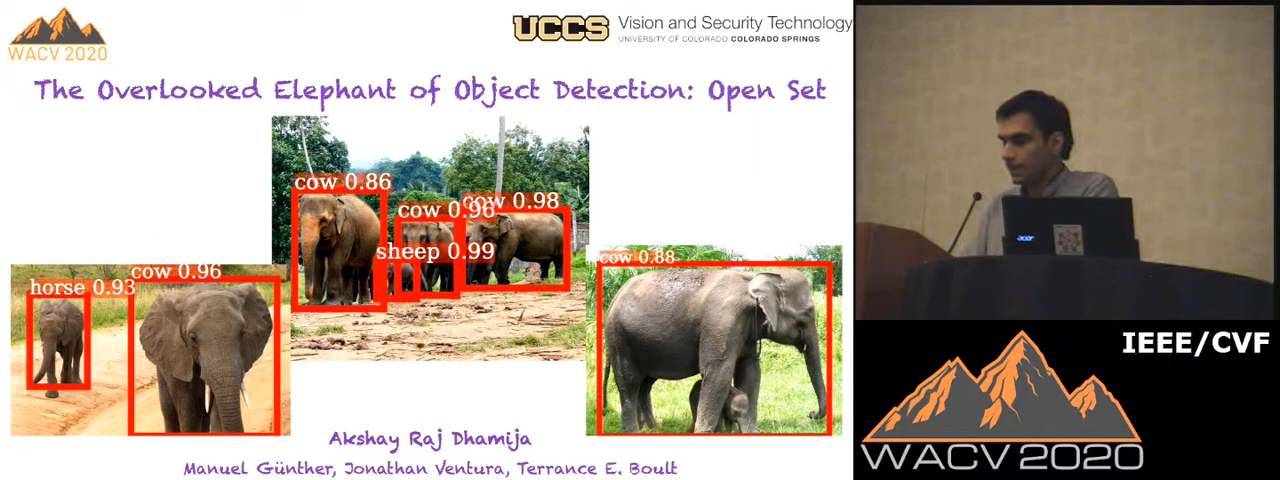 WACV 2020
UCCS Vision and Security Technology
UNIVERSITY OF COLORADO COLORADO SPRINGS
The Overlooked Elephant of Object Detection: Open Set
cow 0.86
cow 0.96
cow 0.98
sheep 0.99
cow 0.88
horse 0.93
cow 0.96
Akshay Raj Dhamija
Manuel Günther, Jonathan Ventura, Terrance E. Boult
acer
IEEE/CVF
WACV 2020